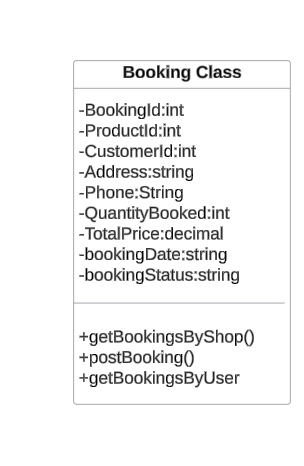 Booking Class
-BookingId:int
-ProductId:int
-CustomerId:int
-Address:string
-Phone:String
-QuantityBooked:int
-TotalPrice:decimal
-bookingDate:string
-bookingStatus:string
+getBookingsByShop()
+postBooking()
+getBookingsByUser